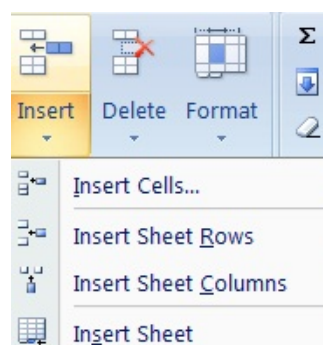 Σ
Insert Delete Format
Insert Cells...
Insert Sheet Rows
Insert Sheet Columns
Insert Sheet